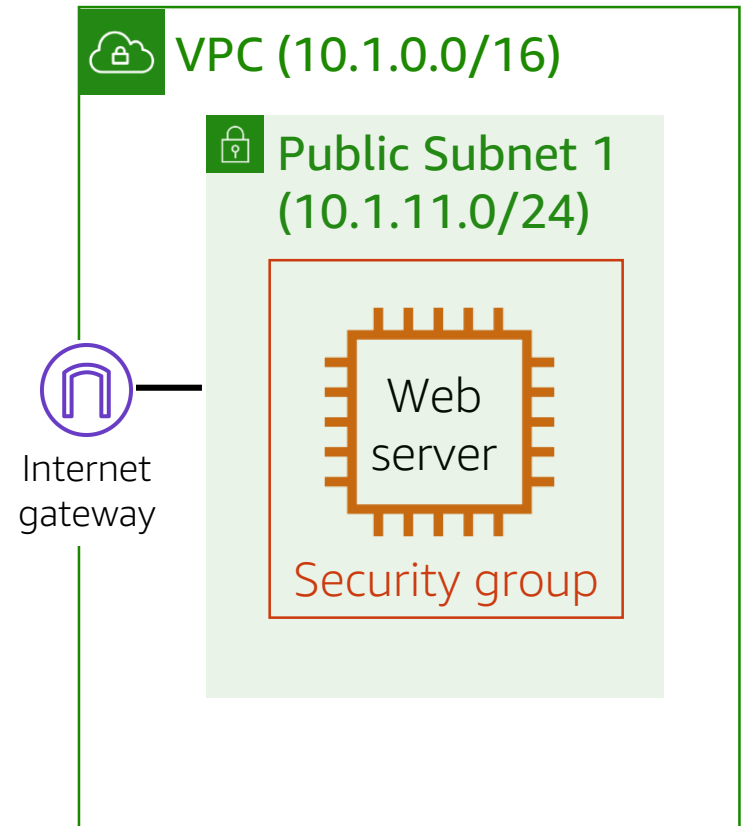 VPC (10.1.0.0/16)
Public Subnet 1
(10.1.11.0/24)
Web
server
Internet
gateway
Security group